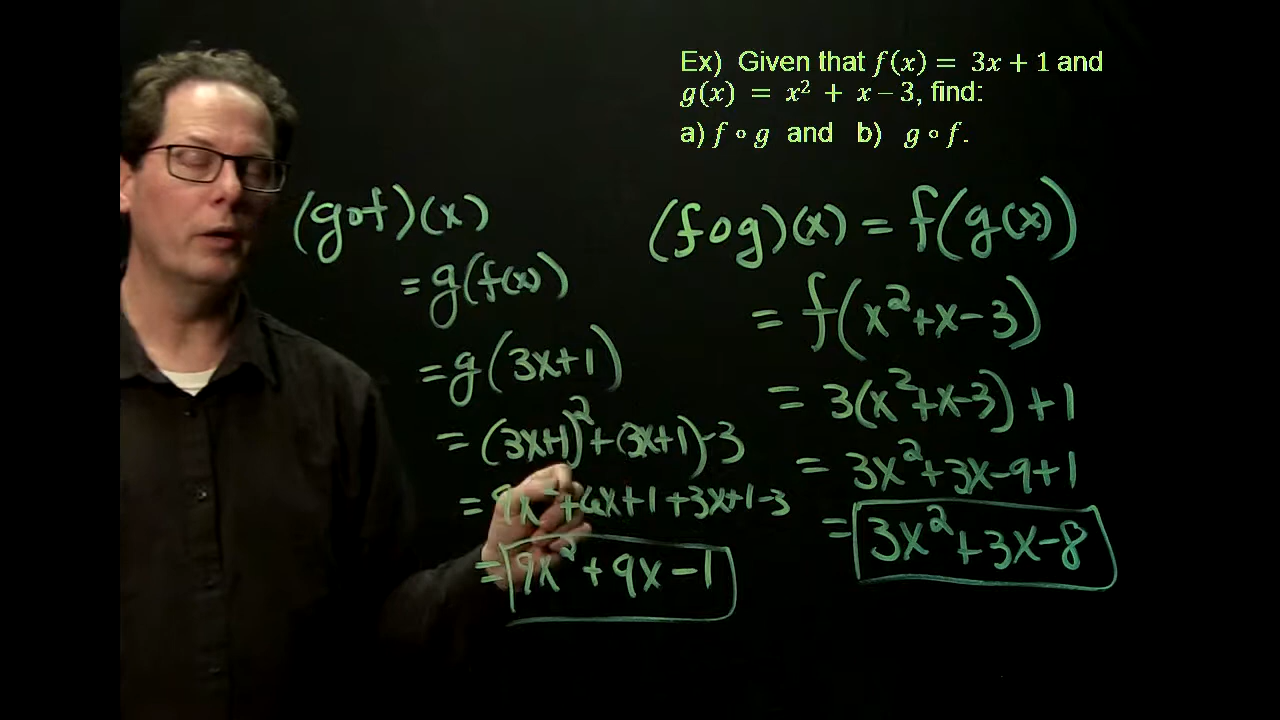 Ex) Given that f(x) = 3x + 1 and
g(x) = x² + x – 3, find:
a) f ∘ g and b) g ∘ f.
(g∘f)(x)
= g(f(x))
= g(3x+1)
= (3x+1)²+(3x+1)-3
= 9x²+6x+1+3x+1-3
= 9x²+9x-1
(f∘g)(x) = f(g(x))
= f(x²+x-3)
= 3(x²+x-3)+1
= 3x²+3x-9+1
= 3x²+3x-8